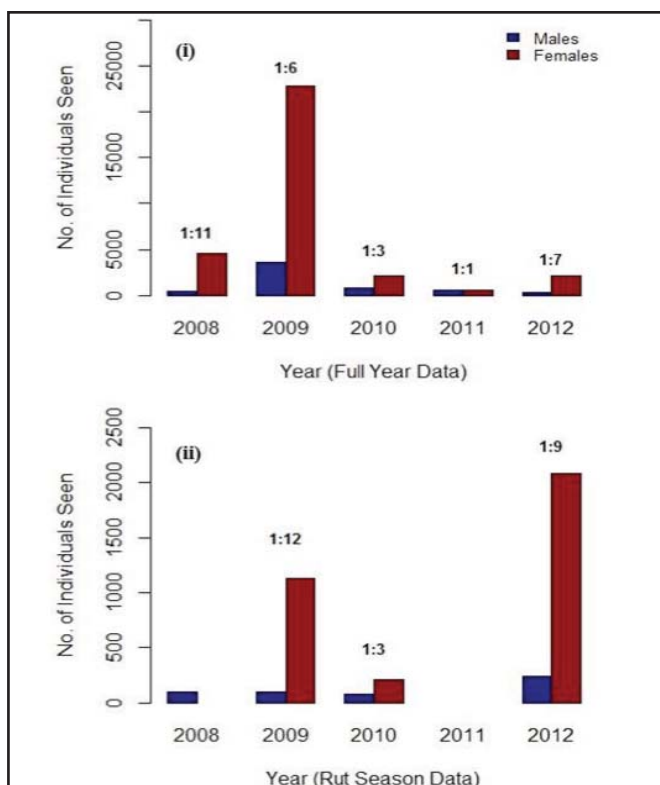 (i)
Males
Females
No. of Individuals Seen
25000
15000
5000
0
1:11
1:6
1:3
1:1
1:7
2008 2009 2010 2011 2012
Year (Full Year Data)
(ii)
No. of Individuals Seen
2500
2000
1500
1000
500
0
1:12
1:3
1:9
2008 2009 2010 2011 2012
Year (Rut Season Data)